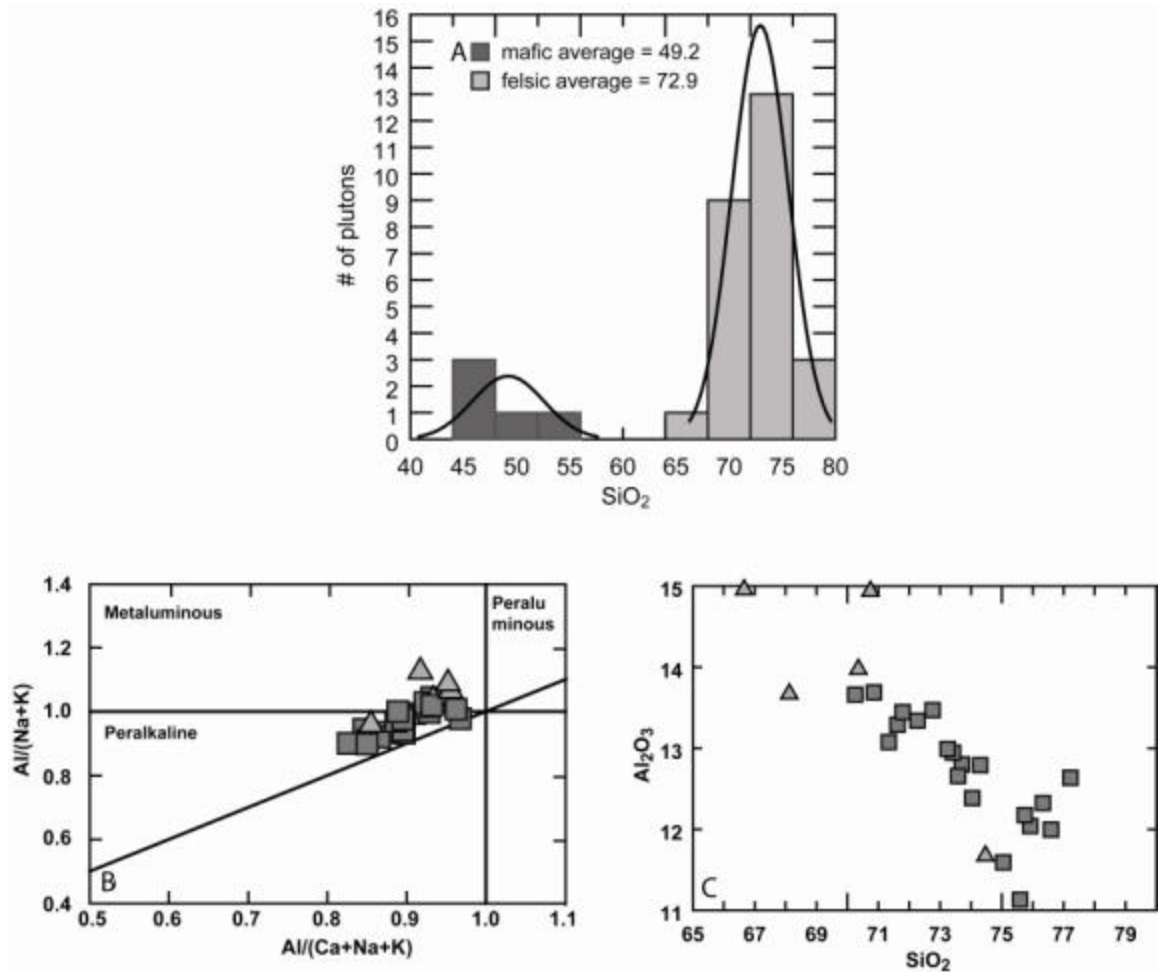 16
15
14
13
12
11
10
9
8
7
6
5
4
3
2
1
0
# of plutons
A mafic average = 49.2
felsic average = 72.9
40 45 50 55 60 65 70 75 80
SiO₂
1.4
1.2
1.0
0.8
0.6
0.4
Al/(Na+K)
Metaluminous
Peralu
minous
Peralkaline
B
0.5 0.6 0.7 0.8 0.9 1.0 1.1
Al/(Ca+Na+K)
15
14
13
12
11
Al₂O₃
C
65 67 69 71 73 75 77
SiO₂